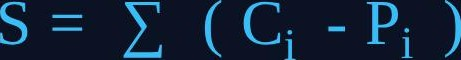 S = ∑ ( Cᵢ - Pᵢ )